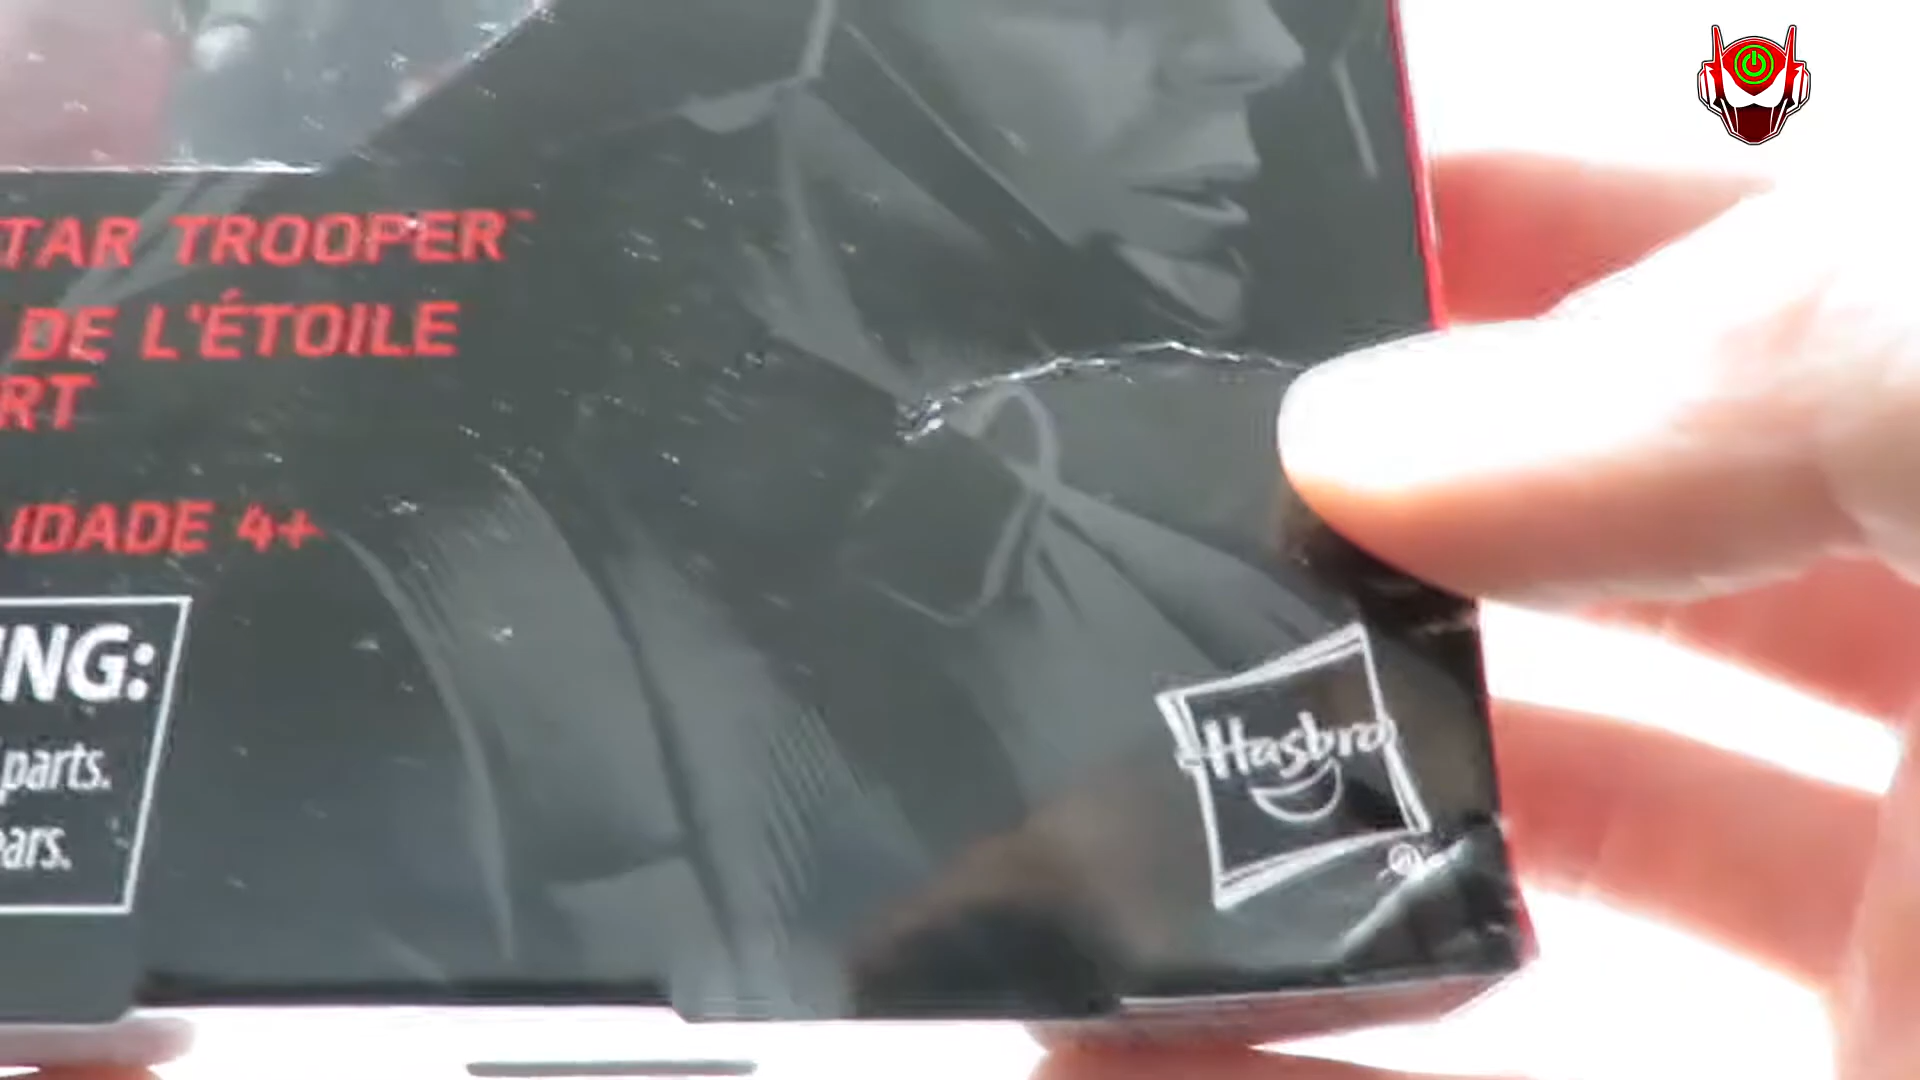 TAR TROOPER™
DE L'ÉTOILE
RT
IDADE 4+
NG:
parts.
ars.
Hasbro
®